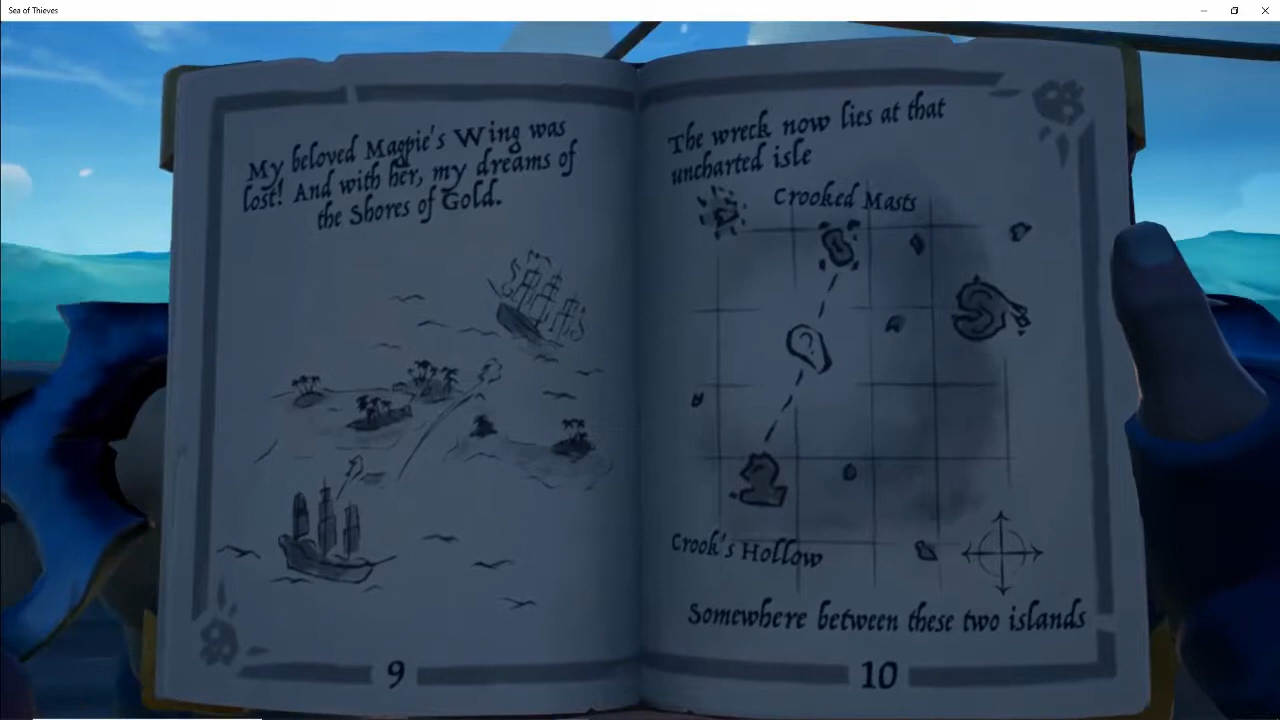 Sea of Thieves
My beloved Magpie's Wing was
lost! And with her, my dreams of
the Shores of Gold.
9
The wreck now lies at that
uncharted isle
Crooked Masts
?
Crook's Hollow
Somewhere between these two islands
10